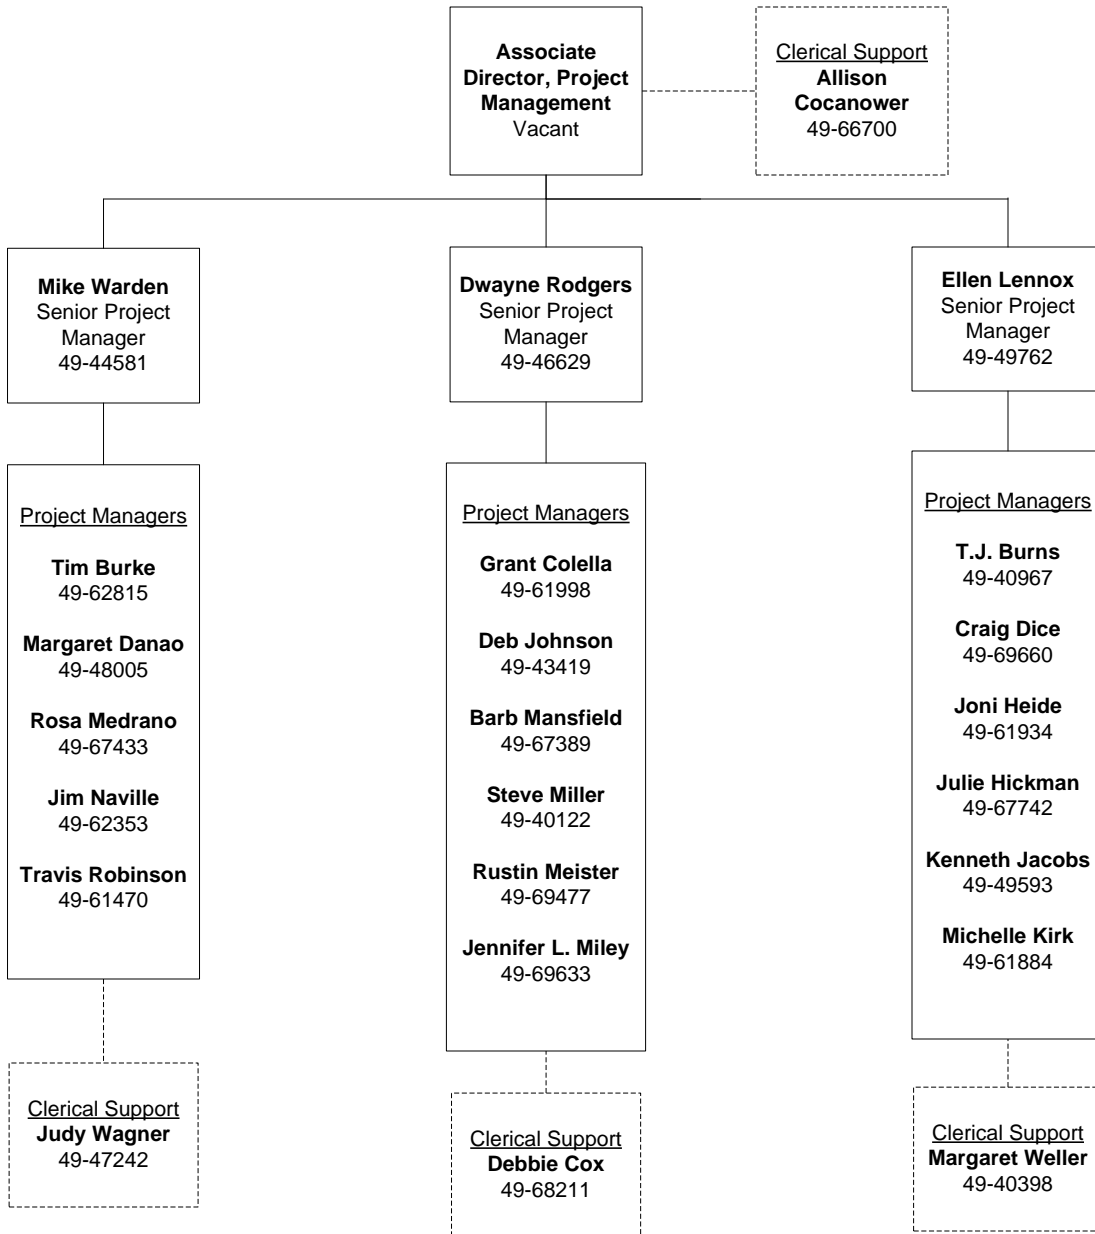 Associate
Director, Project
Management
Vacant
Clerical Support
Allison
Cocanower
49-66700
Mike Warden
Senior Project
Manager
49-44581
Dwayne Rodgers
Senior Project
Manager
49-46629
Ellen Lennox
Senior Project
Manager
49-49762
Project Managers
Tim Burke
49-62815
Margaret Danao
49-48005
Rosa Medrano
49-67433
Jim Naville
49-62353
Travis Robinson
49-61470
Project Managers
Grant Colella
49-61998
Deb Johnson
49-43419
Barb Mansfield
49-67389
Steve Miller
49-40122
Rustin Meister
49-69477
Jennifer L. Miley
49-69633
Project Managers
T.J. Burns
49-40967
Craig Dice
49-69660
Joni Heide
49-61934
Julie Hickman
49-67742
Kenneth Jacobs
49-49593
Michelle Kirk
49-61884
Clerical Support
Judy Wagner
49-47242
Clerical Support
Debbie Cox
49-68211
Clerical Support
Margaret Weller
49-40398